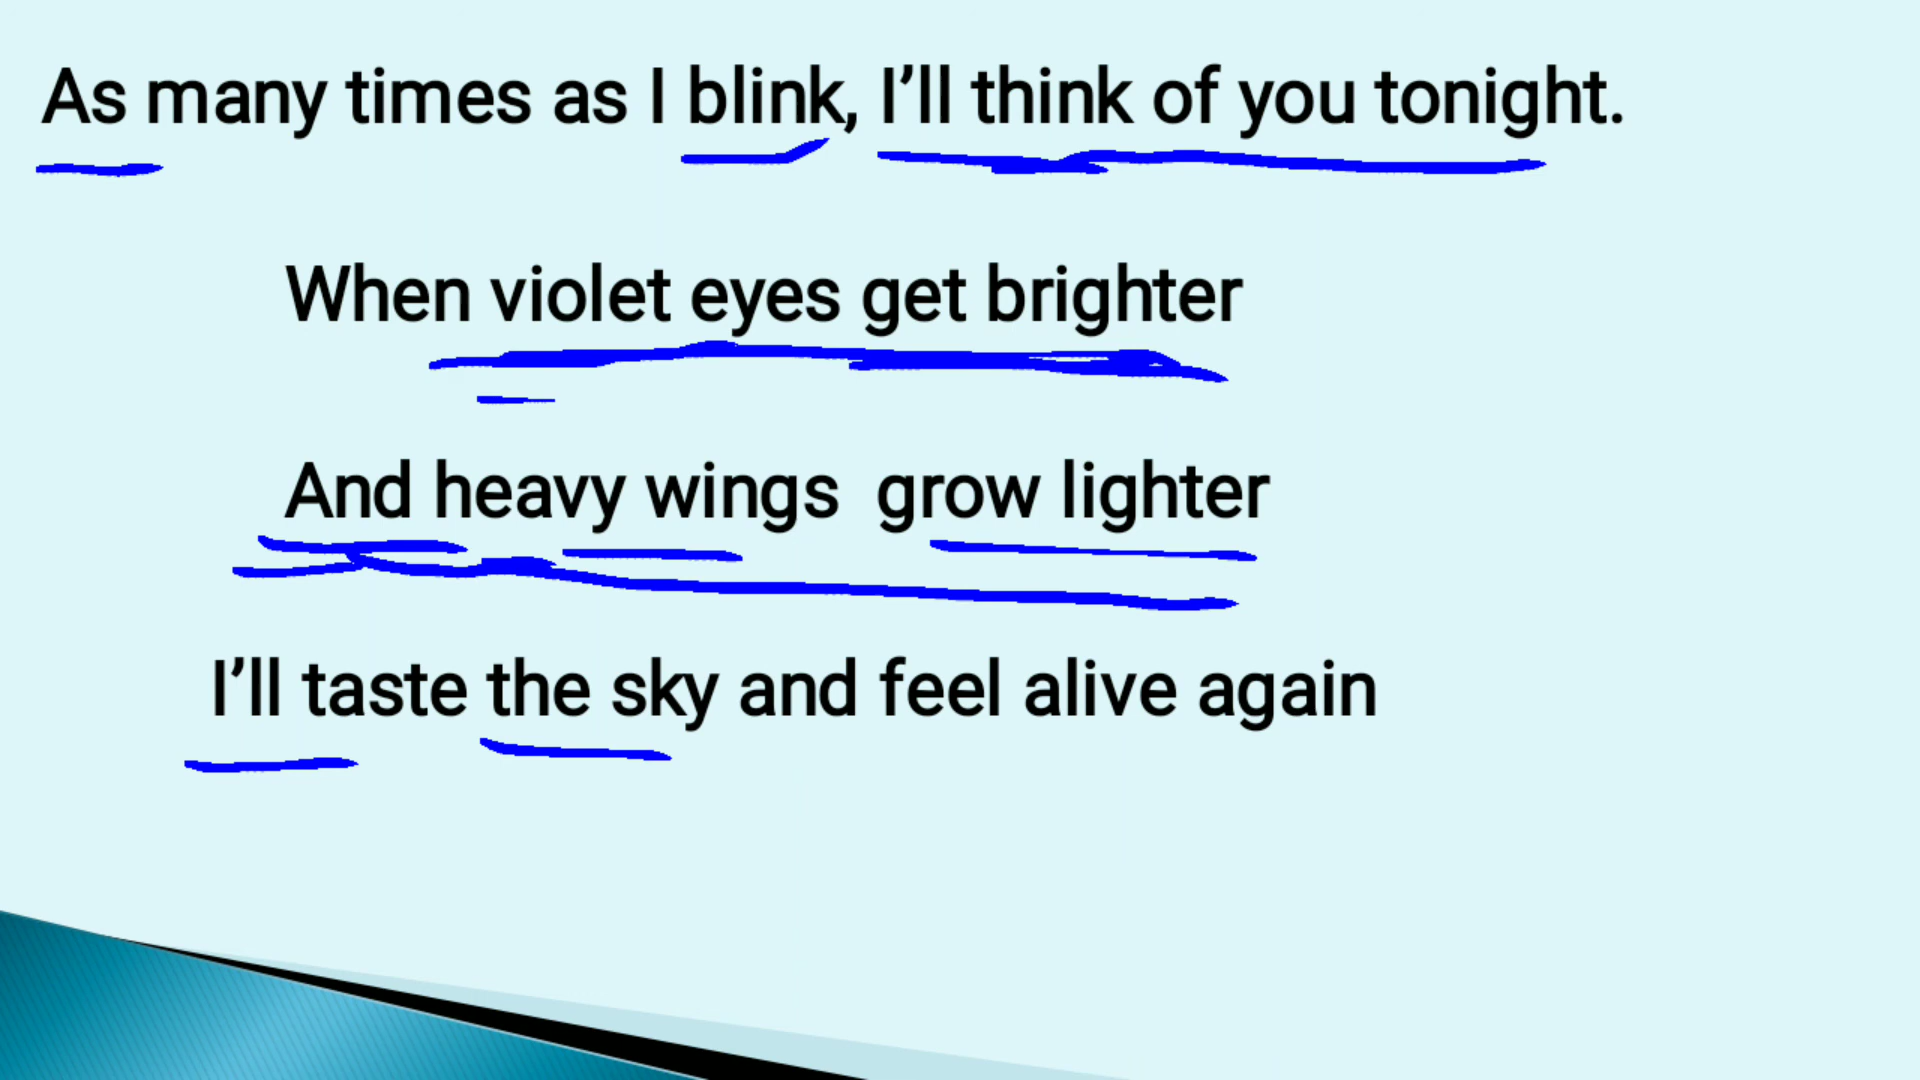 As many times as I blink, I’ll think of you tonight.
When violet eyes get brighter
And heavy wings  grow lighter
I’ll taste the sky and feel alive again